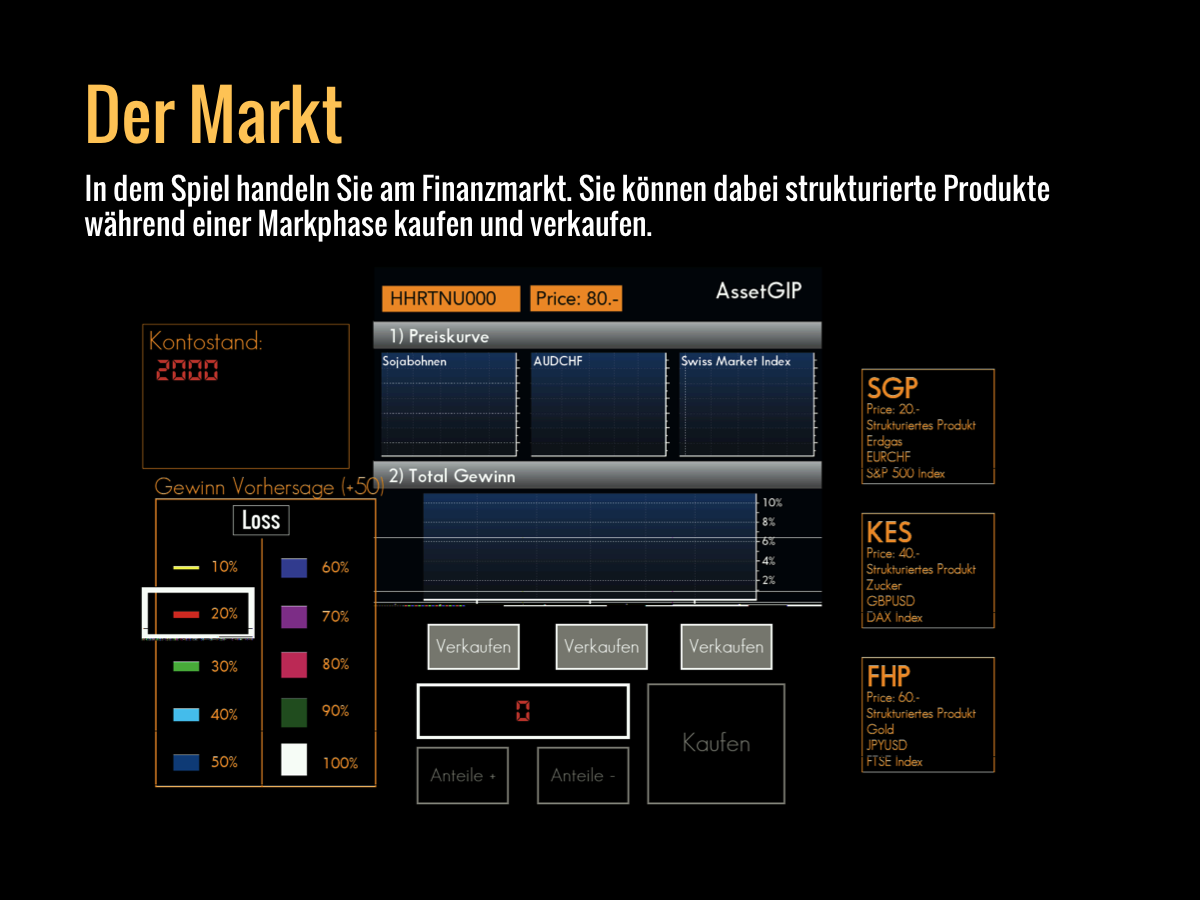 Der Markt
In dem Spiel handeln Sie am Finanzmarkt. Sie können dabei strukturierte Produkte
während einer Markphase kaufen und verkaufen.
Kontostand:
2000
Gewinn Vorhersage (+50)
Loss
10%
20%
30%
40%
50%
60%
70%
80%
90%
100%
HHRTNU000
Price: 80.-
AssetGIP
1) Preiskurve
Sojabohnen
AUDCHF
Swiss Market Index
2) Total Gewinn
10%
8%
6%
4%
2%
Verkaufen
Verkaufen
Verkaufen
0
Anteile +
Anteile -
Kaufen
SGP
Price: 20.-
Strukturiertes Produkt
Erdgas
EURCHF
S&P 500 Index
KES
Price: 40.-
Strukturiertes Produkt
Zucker
GBPUSD
DAX Index
FHP
Price: 60.-
Strukturiertes Produkt
Gold
JPYUSD
FTSE Index